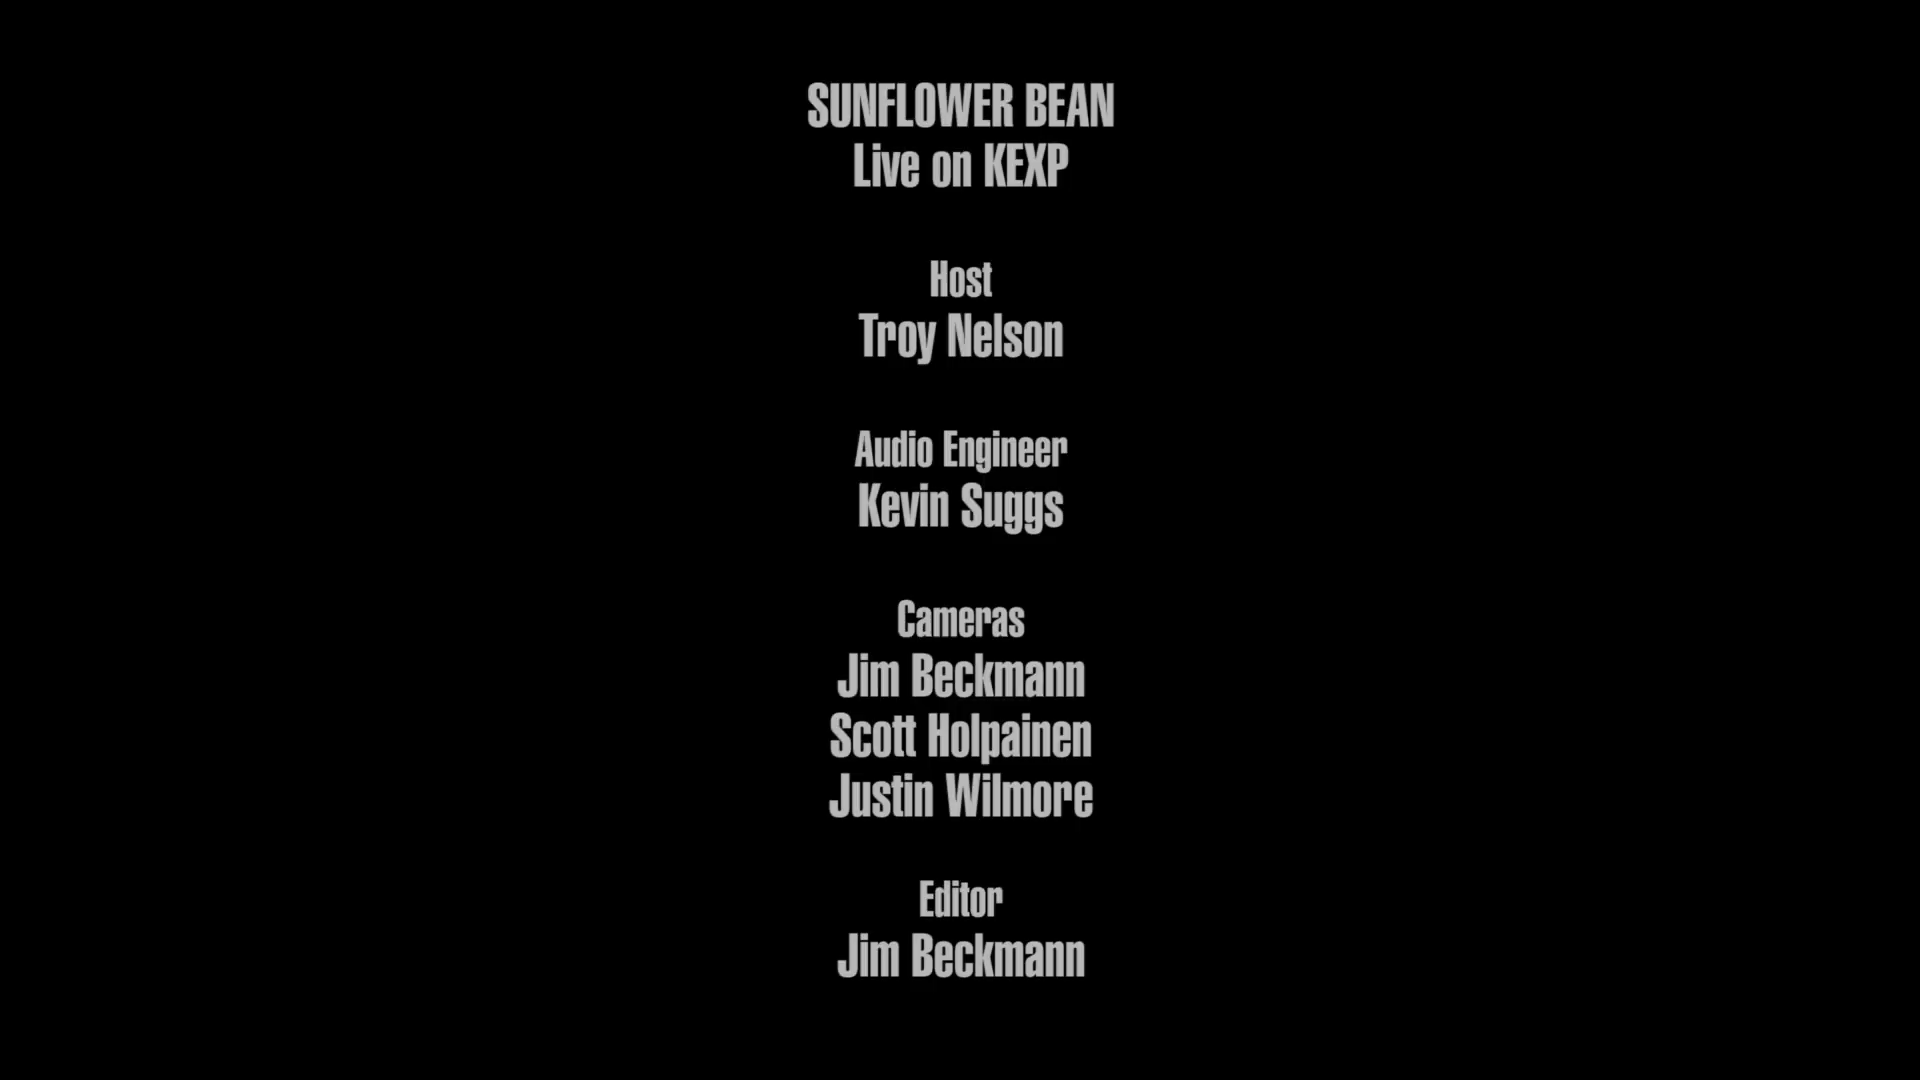 SUNFLOWER BEAN
Live on KEXP
Host
Troy Nelson
Audio Engineer
Kevin Suggs
Cameras
Jim Beckmann
Scott Holpainen
Justin Wilmore
Editor
Jim Beckmann